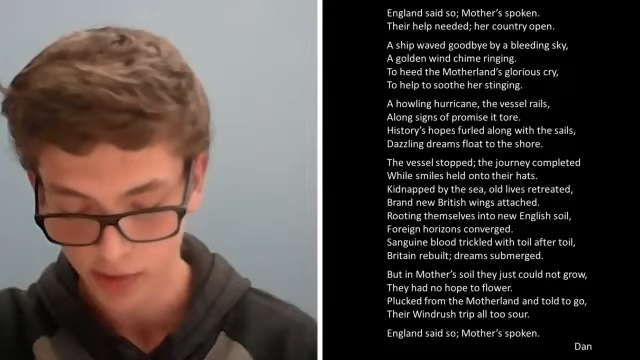 England said so; Mother's spoken.
Their help needed; her country open.
A ship waved goodbye by a bleeding sky,
A golden wind chime ringing.
To heed the Motherland's glorious cry,
To help to soothe her stinging.
A howling hurricane, the vessel rails,
Along signs of promise it tore.
History's hopes furled along with the sails,
Dazzling dreams float to the shore.
The vessel stopped; the journey completed
While smiles held onto their hats.
Kidnapped by the sea, old lives retreated,
Brand new British wings attached.
Rooting themselves into new English soil,
Foreign horizons converged.
Sanguine blood trickled with toil after toil,
Britain rebuilt; dreams submerged.
But in Mother's soil they just could not grow,
They had no hope to flower.
Plucked from the Motherland and told to go,
Their Windrush trip all too sour.
England said so; Mother's spoken.
Dan